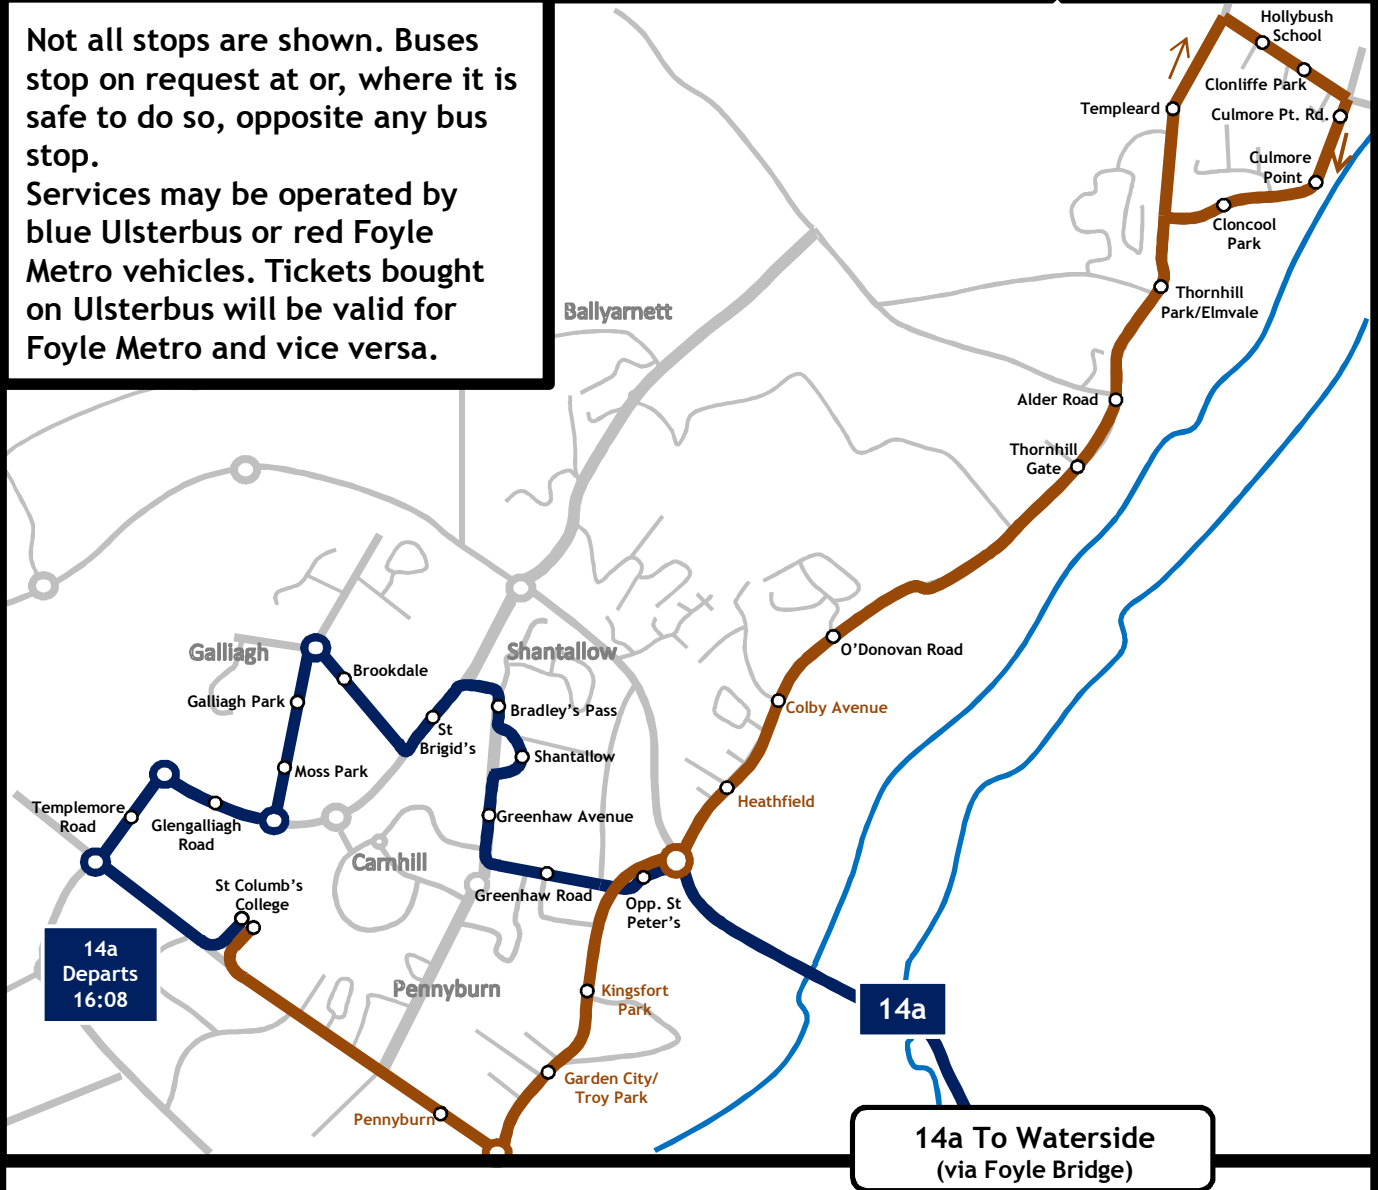 Not all stops are shown. Buses
stop on request at or, where it is
safe to do so, opposite any bus
stop.
Services may be operated by
blue Ulsterbus or red Foyle
Metro vehicles. Tickets bought
on Ulsterbus will be valid for
Foyle Metro and vice versa.
Hollybush
School
Clonliffe Park
Templeard
Culmore Pt. Rd.
Culmore
Point
Cloncool
Park
Thornhill
Park/Elmvale
Ballyarnett
Alder Road
Thornhill
Gate
Galliagh
Shantallow
O'Donovan Road
Brookdale
Galliagh Park
Bradley's Pass
Colby Avenue
St
Brigid's
Shantallow
Moss Park
Heathfield
Templemore
Road
Glengalliagh
Road
Greenhaw Avenue
Carnhill
St Columb's
College
Greenhaw Road
Opp. St
Peter's
14a
Departs
16:08
Pennyburn
Kingsfort
Park
14a
Garden City/
Troy Park
Pennyburn
14a To Waterside
(via Foyle Bridge)